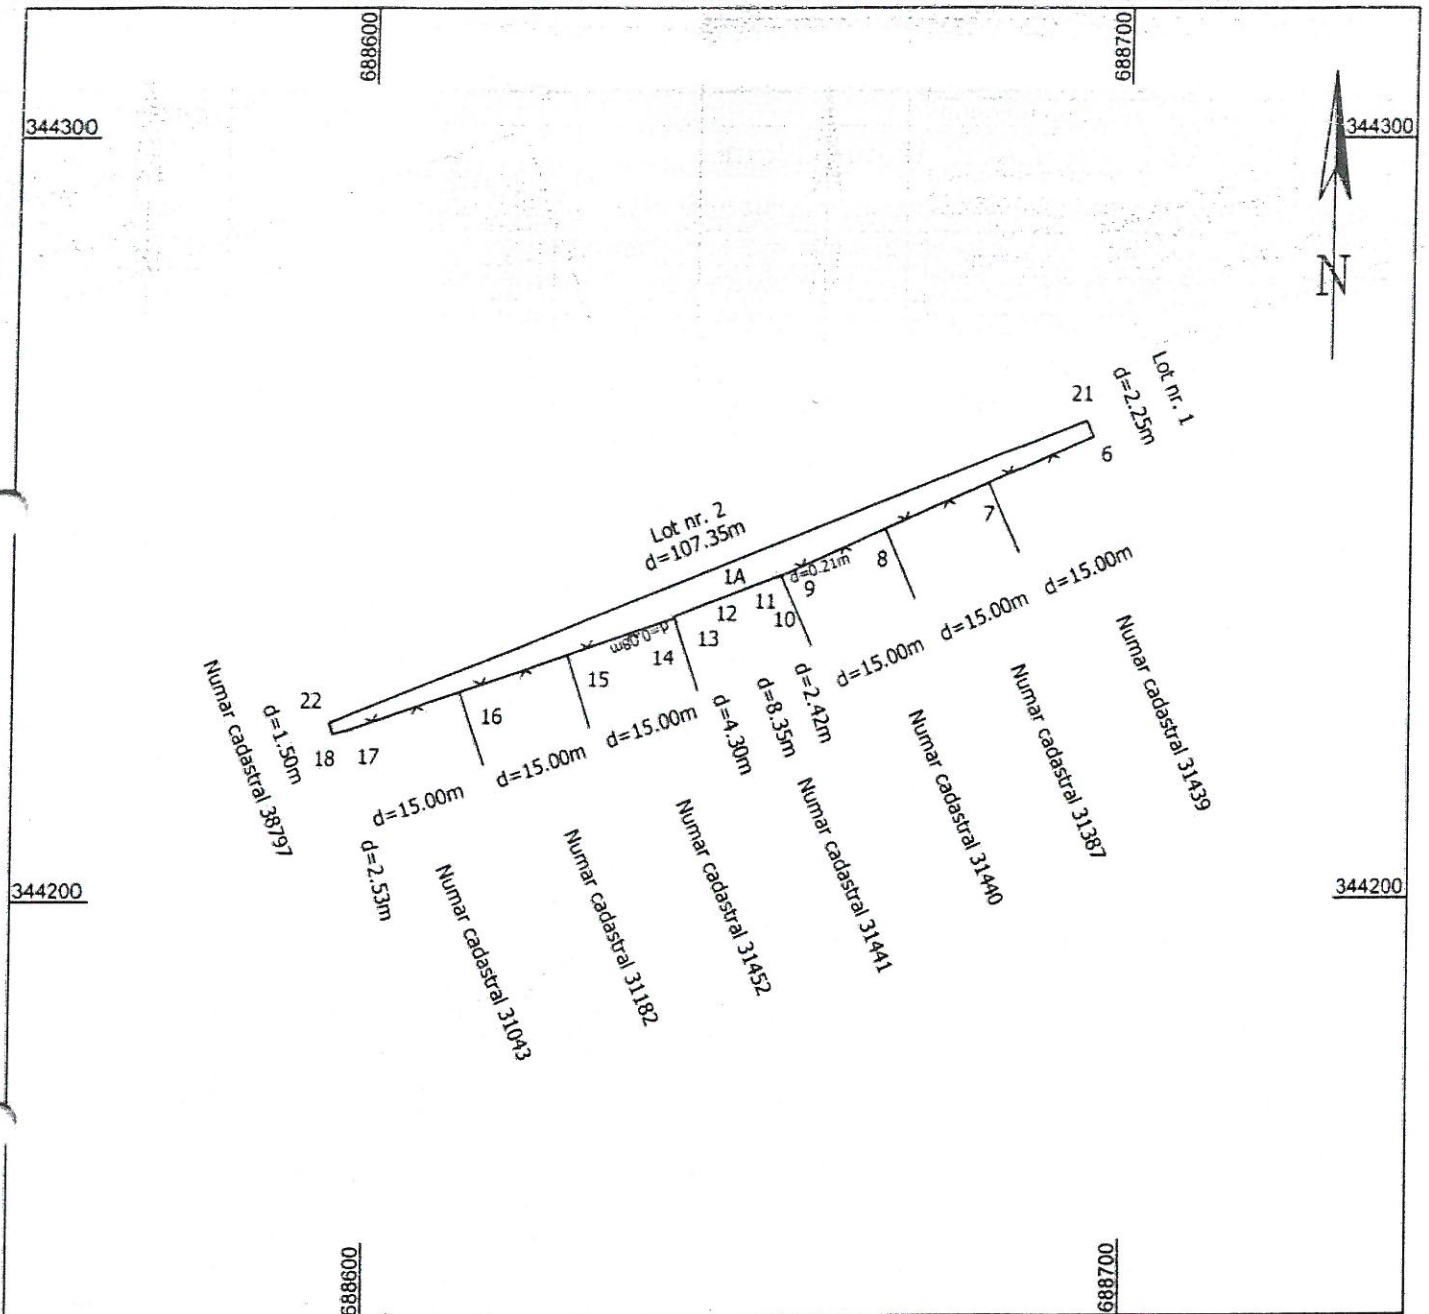 688600
688700
344300
344300
N
Lot nr. 1
d=2.25m
21
6
Lot nr. 2
d=107.35m
7
8
1A
d=0.21m
9
11
10
12
13
d=0.08m
14
15
16
22
18
17
d=1.50m
Numar cadastral 38797
d=15.00m
d=15.00m
d=15.00m
d=2.42m
d=8.35m
d=4.30m
d=15.00m
d=15.00m
d=15.00m
d=2.53m
Numar cadastral 31439
Numar cadastral 31387
Numar cadastral 31440
Numar cadastral 31441
Numar cadastral 31452
Numar cadastral 31182
Numar cadastral 31043
344200
344200
688600
688700